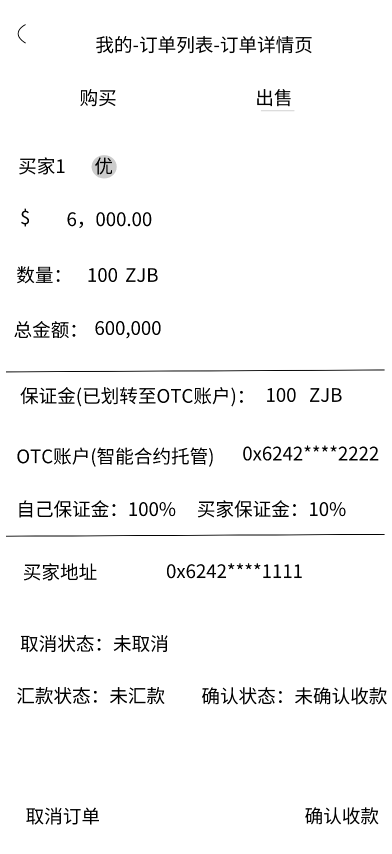 我的-订单列表-订单详情页
购买 出售
买家1 优
$ 6，000.00
数量： 100 ZJB
总金额： 600,000
保证金(已划转至OTC账户)： 100 ZJB
OTC账户(智能合约托管) 0x6242****2222
自己保证金：100% 买家保证金：10%
买家地址 0x6242****1111
取消状态：未取消
汇款状态：未汇款 确认状态：未确认收款
取消订单 确认收款